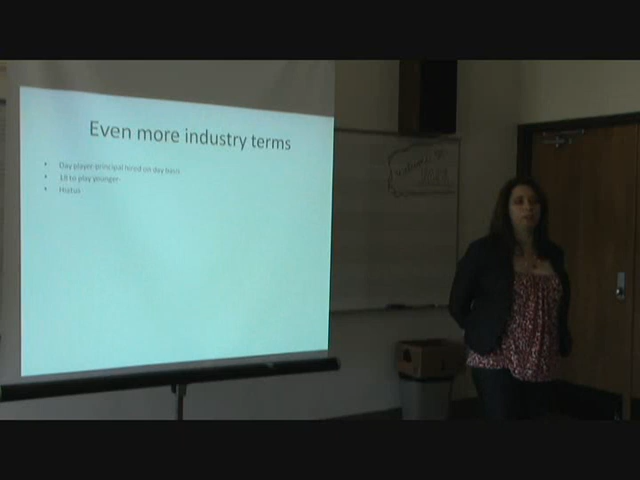 Even more industry terms
• Day player-principal hired on day basis
• 18 to play younger-
• Hiatus